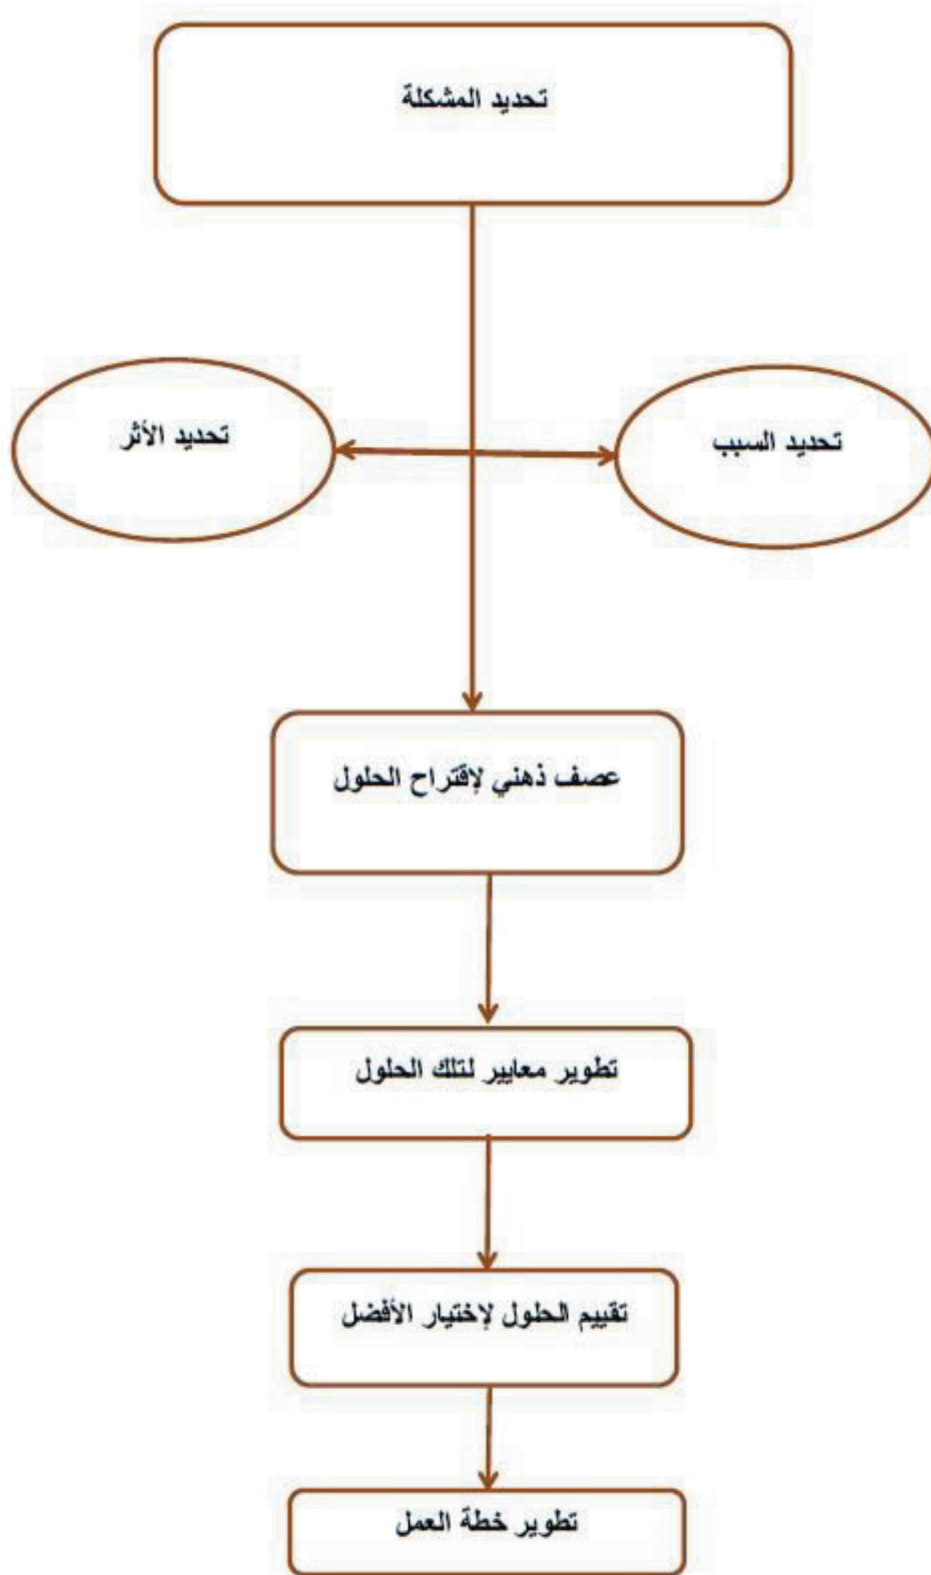 تحديد المشكلة
تحديد السبب
تحديد الأثر
عصف ذهني لإقتراح الحلول
تطوير معايير لتلك الحلول
تقييم الحلول لإختيار الأفضل
تطوير خطة العمل